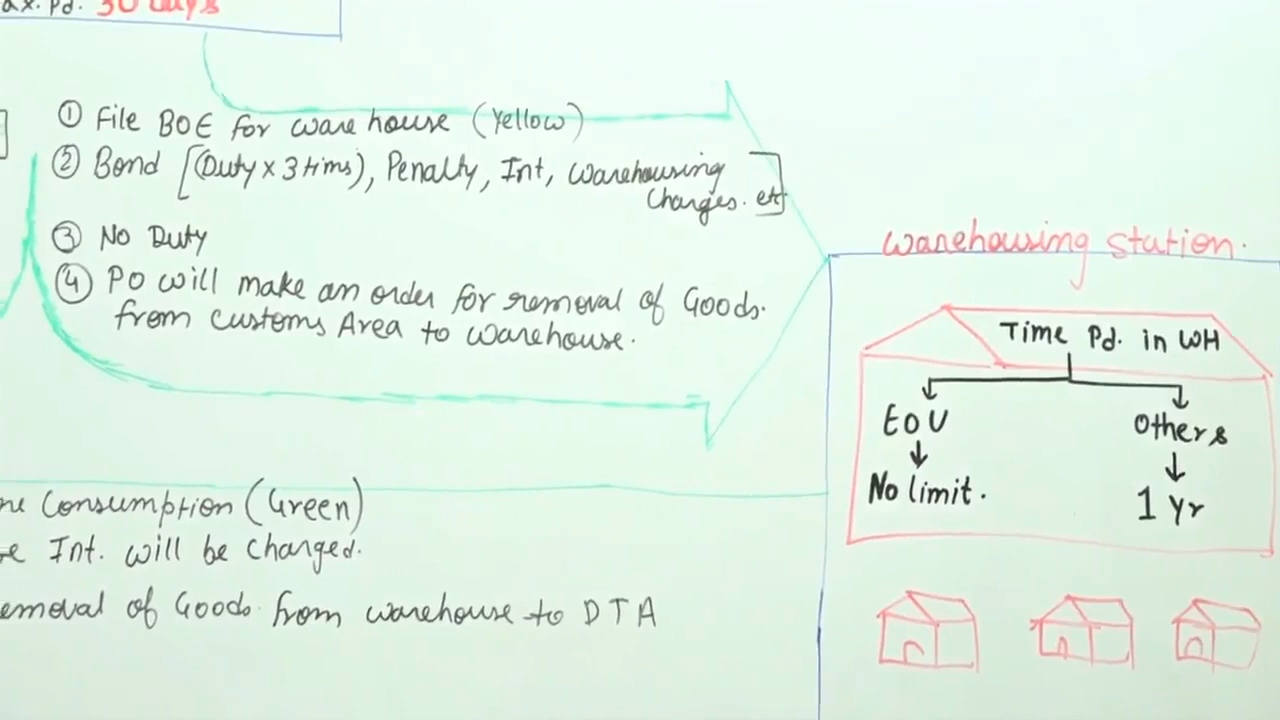 Pd. 30 days
① File BOE for ware house (Yellow)
② Bond [(Duty x 3 tims), Penalty, Int, warehousing
charges. etc]
③ No Duty
④ PO will make an order for removal of Goods.
from customs Area to warehouse.
Consumption (Green)
Int. will be charged.
of Goods from warehouse to DTA
warehousing station.
Time Pd. in WH
EOU
Others
No limit.
1 Yr